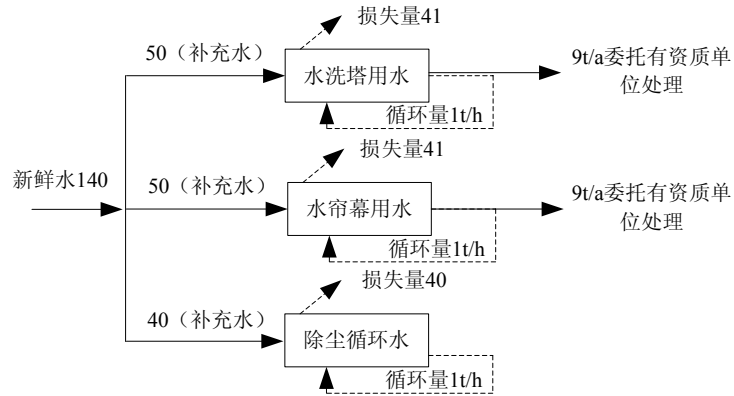 损失量41
50（补充水）
水洗塔用水
9t/a委托有资质单
位处理
循环量1t/h
损失量41
新鲜水140
50（补充水）
水帘幕用水
9t/a委托有资质单
位处理
循环量1t/h
损失量40
40（补充水）
除尘循环水
循环量1t/h